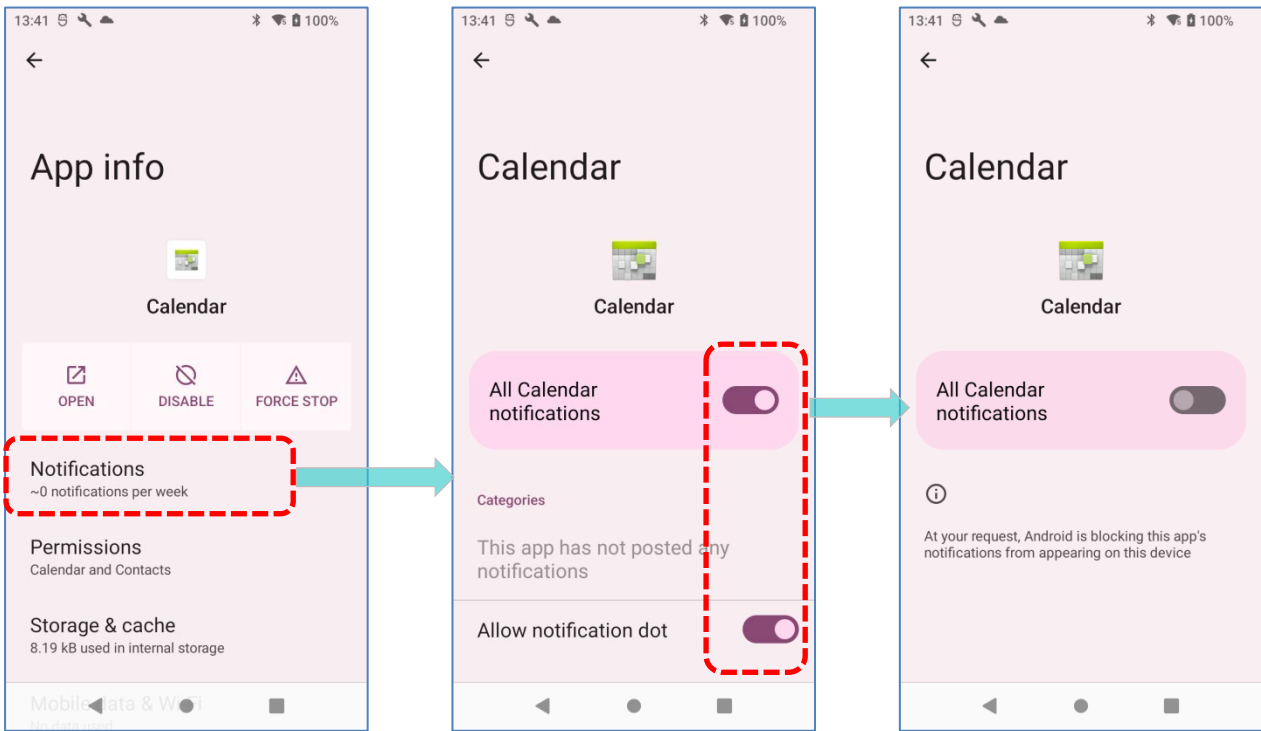 13:41 100%
App info
Calendar
OPEN DISABLE FORCE STOP
Notifications
~0 notifications per week
Permissions
Calendar and Contacts
Storage & cache
8.19 kB used in internal storage
Mobile data & Wi-Fi
No data used
13:41 100%
Calendar
Calendar
All Calendar
notifications
Categories
This app has not posted any
notifications
Allow notification dot
13:41 100%
Calendar
Calendar
All Calendar
notifications
At your request, Android is blocking this app's
notifications from appearing on this device